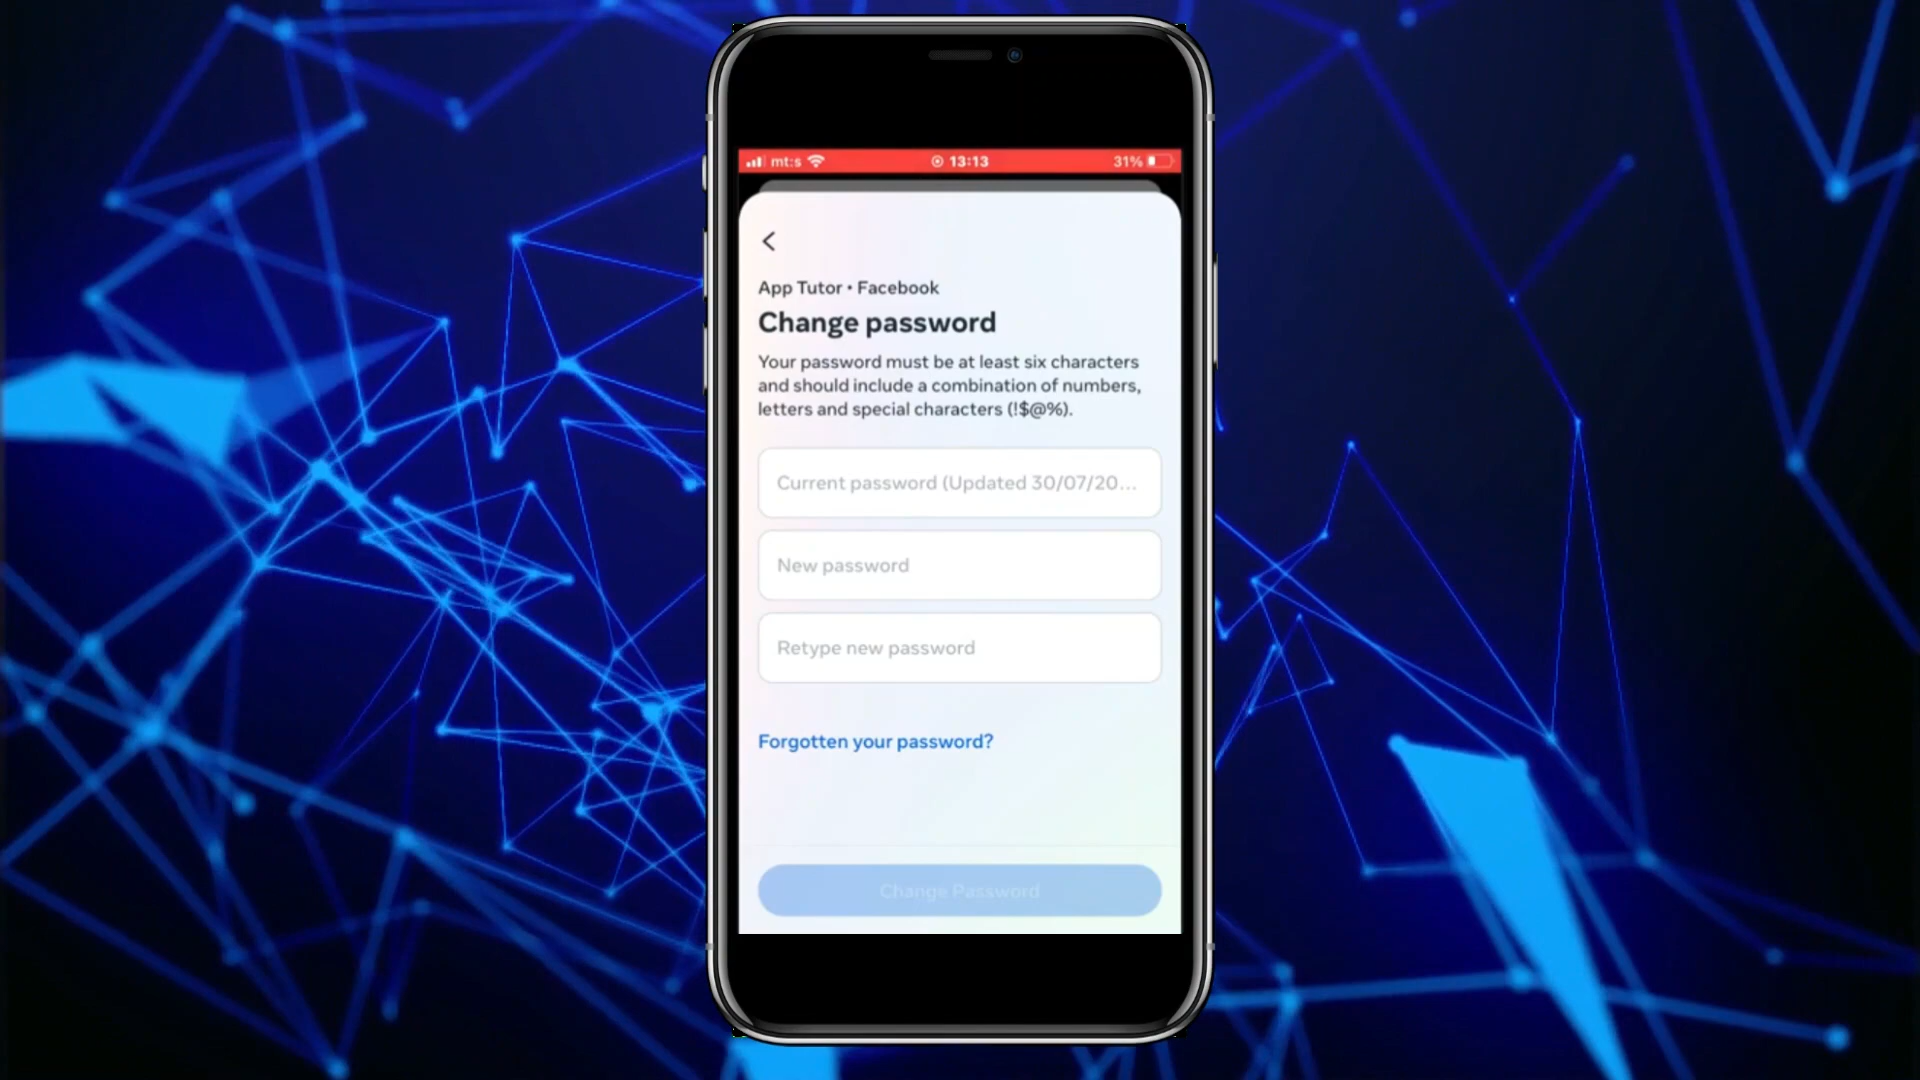 mt:s 13:13 31%
App Tutor • Facebook
Change password
Your password must be at least six characters
and should include a combination of numbers,
letters and special characters (!$@%).
Current password (Updated 30/07/20...
New password
Retype new password
Forgotten your password?
Change Password